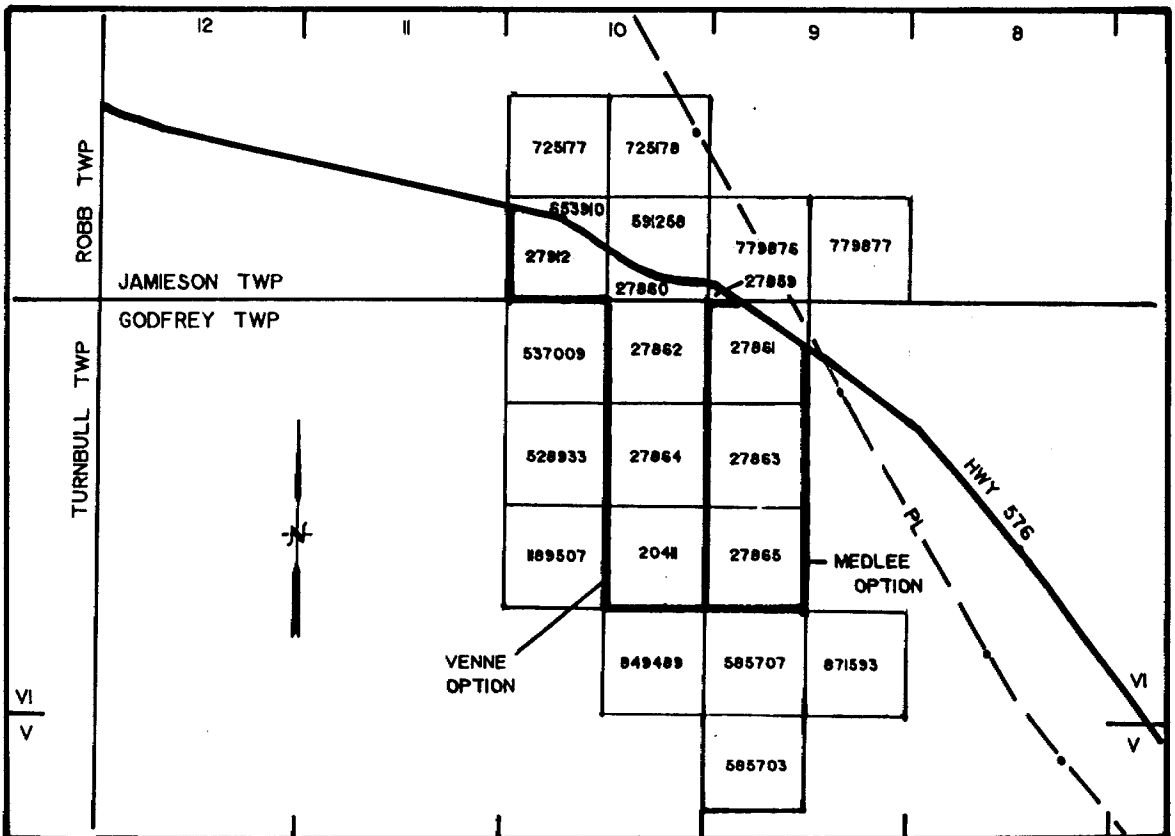 12
11
10
9
8
ROBB TWP
725177
725178
653910
591258
779876
779877
27912
27860
27859
JAMIESON TWP
GODFREY TWP
TURNBULL TWP
537009
27862
27861
528933
27864
27863
HWY 576
PL
N
1189507
20411
27865
MEDLEE
OPTION
VENNE
OPTION
849489
585707
871593
VI
V
VI
V
585703